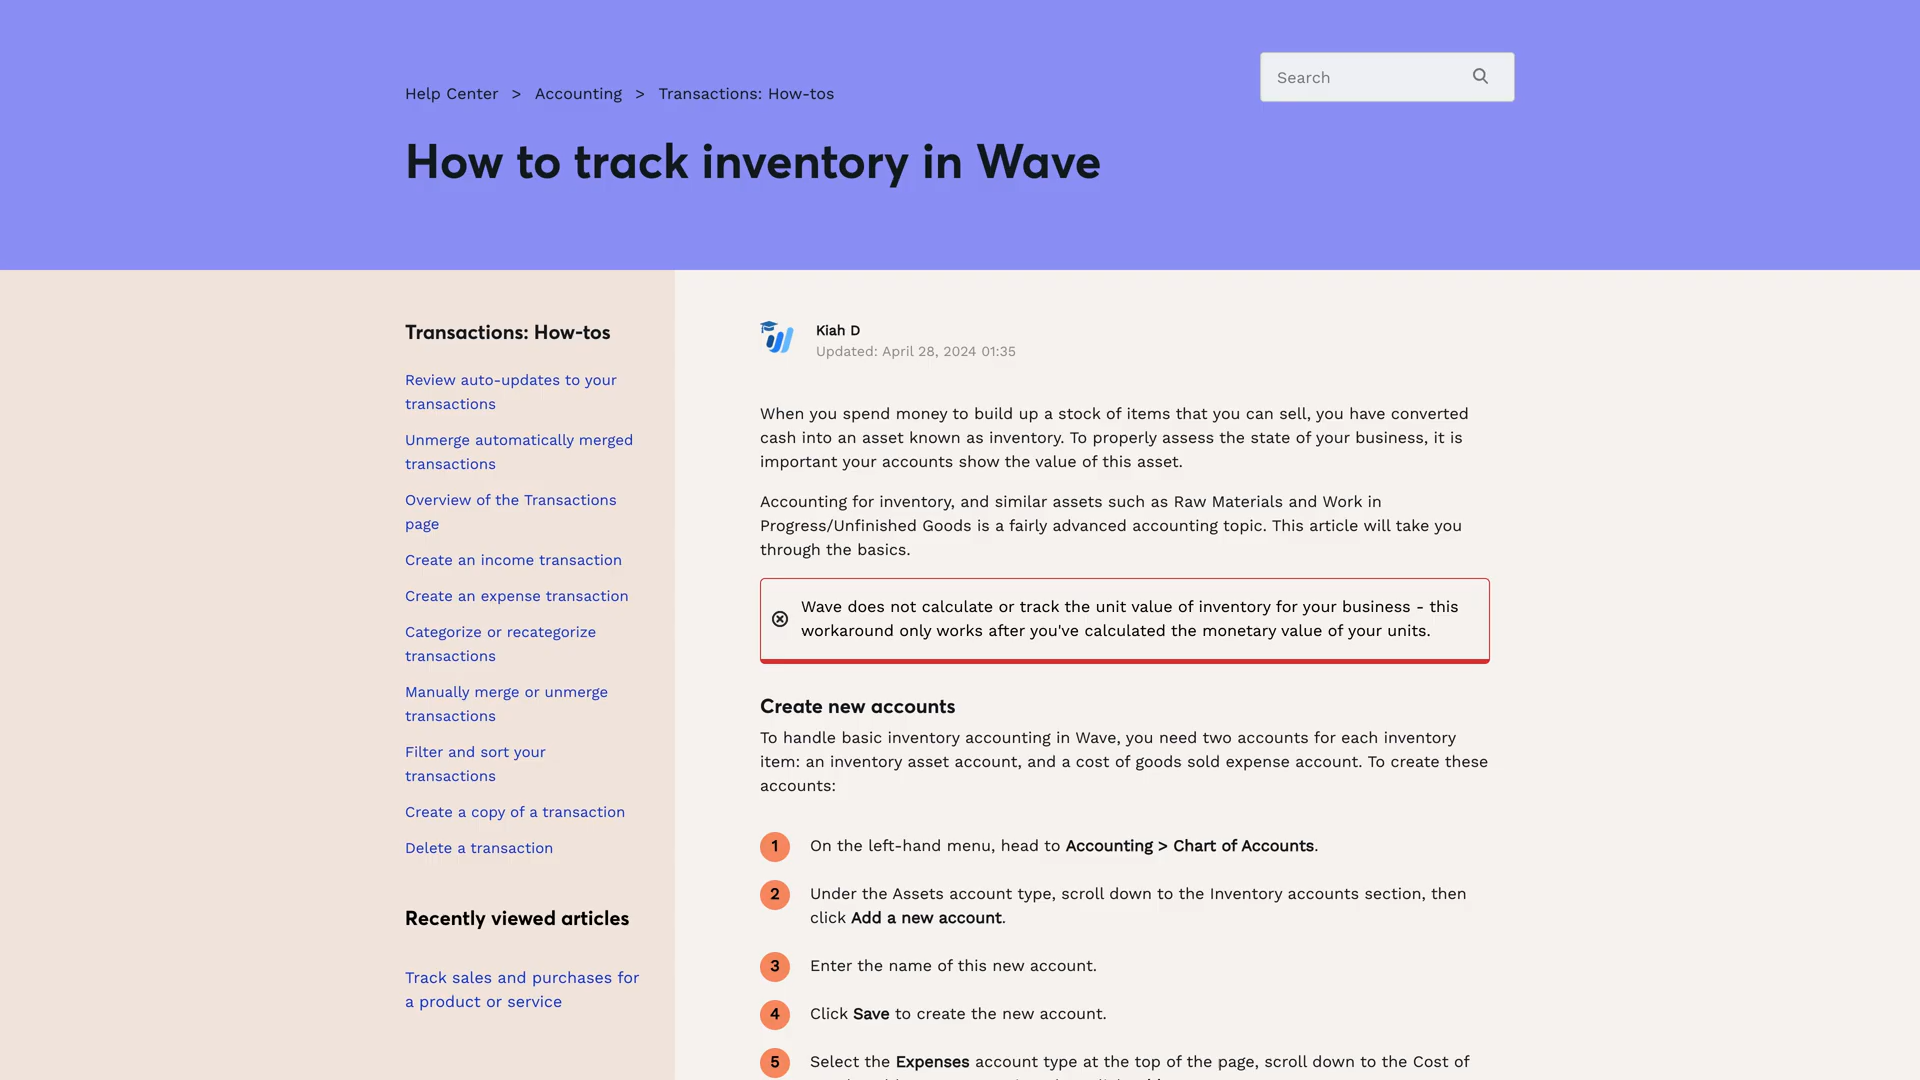 Search
Help Center > Accounting > Transactions: How-tos
How to track inventory in Wave
Transactions: How-tos
Review auto-updates to your
transactions
Unmerge automatically merged
transactions
Overview of the Transactions
page
Create an income transaction
Create an expense transaction
Categorize or recategorize
transactions
Manually merge or unmerge
transactions
Filter and sort your
transactions
Create a copy of a transaction
Delete a transaction
Recently viewed articles
Track sales and purchases for
a product or service
Kiah D
Updated: April 28, 2024 01:35
When you spend money to build up a stock of items that you can sell, you have converted
cash into an asset known as inventory. To properly assess the state of your business, it is
important your accounts show the value of this asset.
Accounting for inventory, and similar assets such as Raw Materials and Work in
Progress/Unfinished Goods is a fairly advanced accounting topic. This article will take you
through the basics.
Wave does not calculate or track the unit value of inventory for your business - this
workaround only works after you've calculated the monetary value of your units.
Create new accounts
To handle basic inventory accounting in Wave, you need two accounts for each inventory
item: an inventory asset account, and a cost of goods sold expense account. To create these
accounts:
1 On the left-hand menu, head to Accounting > Chart of Accounts.
2 Under the Assets account type, scroll down to the Inventory accounts section, then
click Add a new account.
3 Enter the name of this new account.
4 Click Save to create the new account.
5 Select the Expenses account type at the top of the page, scroll down to the Cost of